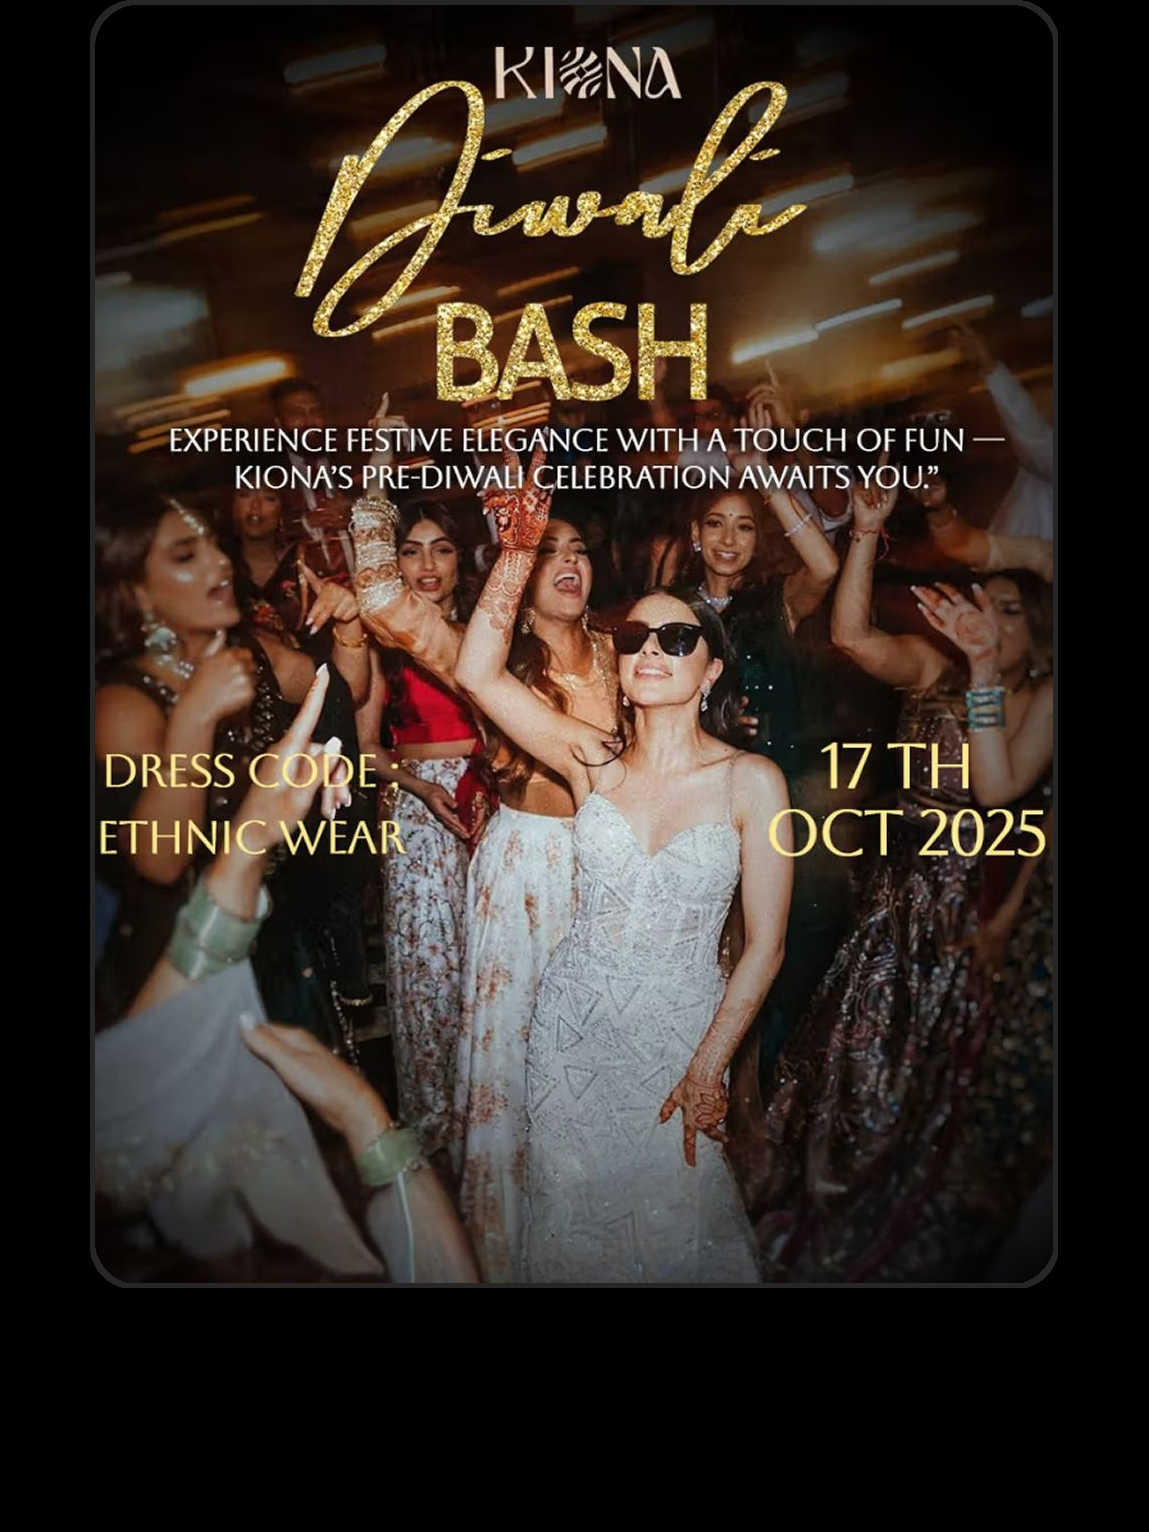 KIONA
Diwali
BASH
EXPERIENCE FESTIVE ELEGANCE WITH A TOUCH OF FUN —
KIONA’S PRE-DIWALI CELEBRATION AWAITS YOU.”
DRESS CODE :
ETHNIC WEAR
17 TH
OCT 2025